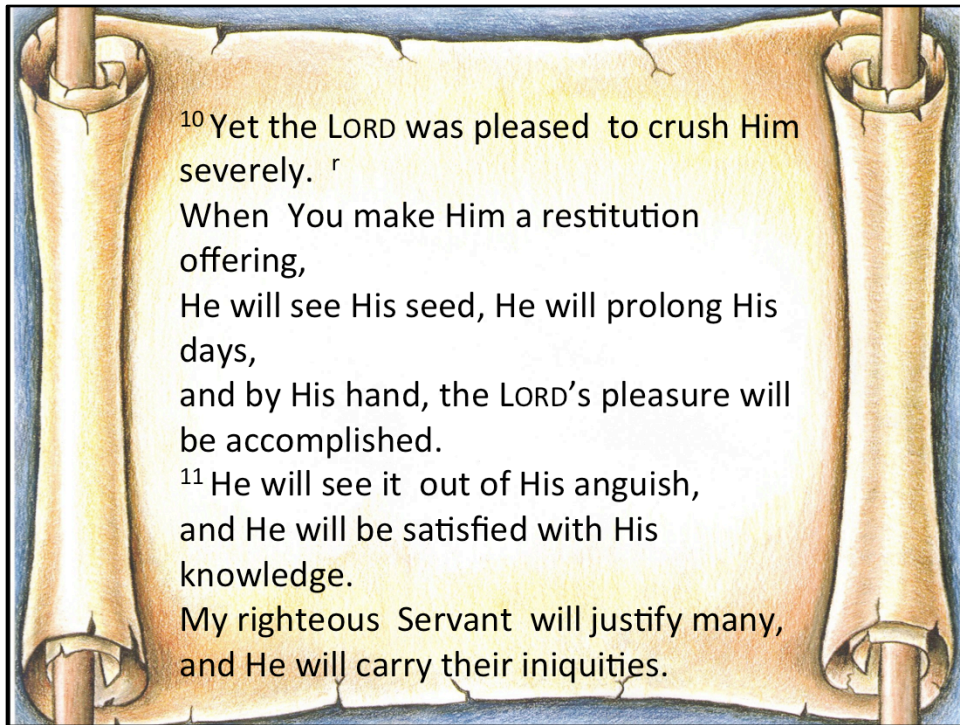 10 Yet the LORD was pleased to crush Him
severely. r
When You make Him a restitution
offering,
He will see His seed, He will prolong His
days,
and by His hand, the LORD’s pleasure will
be accomplished.
11 He will see it out of His anguish,
and He will be satisfied with His
knowledge.
My righteous Servant will justify many,
and He will carry their iniquities.